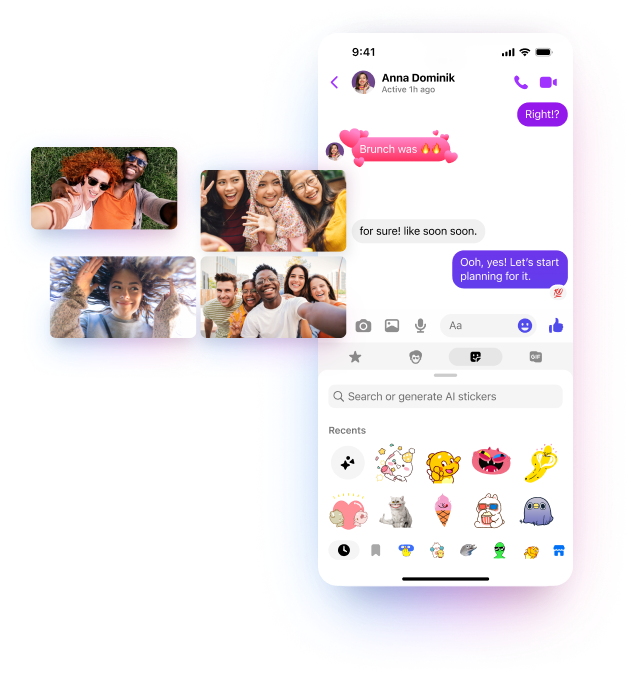 9:41
Anna Dominik
Active 1h ago
Right!?
Brunch was 🔥🔥
for sure! like soon soon.
Ooh, yes! Let's start
planning for it.
💯
Aa
GIF
Search or generate AI stickers
Recents